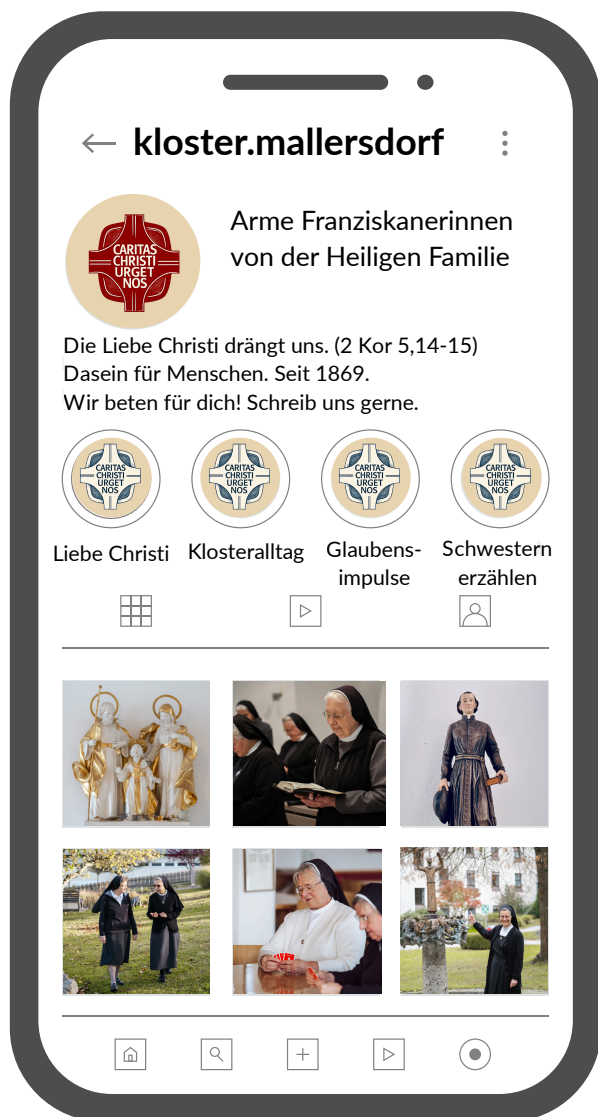 kloster.mallersdorf
CARITAS
CHRISTI
URGET
NOS
Arme Franziskanerinnen
von der Heiligen Familie
Die Liebe Christi drängt uns. (2 Kor 5,14-15)
Dasein für Menschen. Seit 1869.
Wir beten für dich! Schreib uns gerne.
CARITAS
CHRISTI
URGET
NOS
Liebe Christi
CARITAS
CHRISTI
URGET
NOS
Klosteralltag
CARITAS
CHRISTI
URGET
NOS
Glaubens-
impulse
CARITAS
CHRISTI
URGET
NOS
Schwestern
erzählen